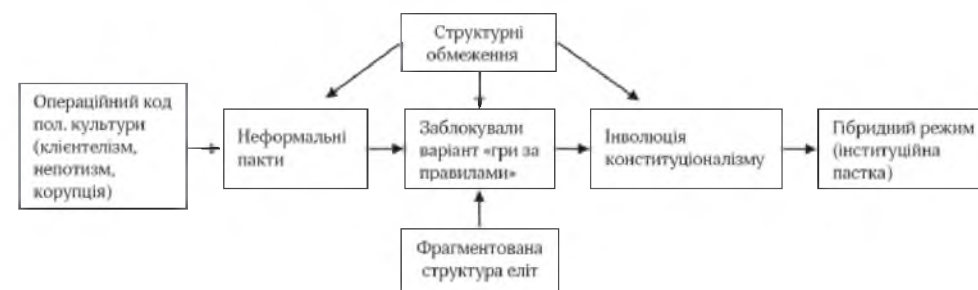 Структурні
обмеження
Операційний код
пол. культури
(клієнтелізм,
непотизм,
корупція)
Неформальні
пакти
Заблокували
варіант «гри за
правилами»
Інволюція
конституціоналізму
Гібридний режим
(інституційна
пастка)
Фрагментована
структура еліт